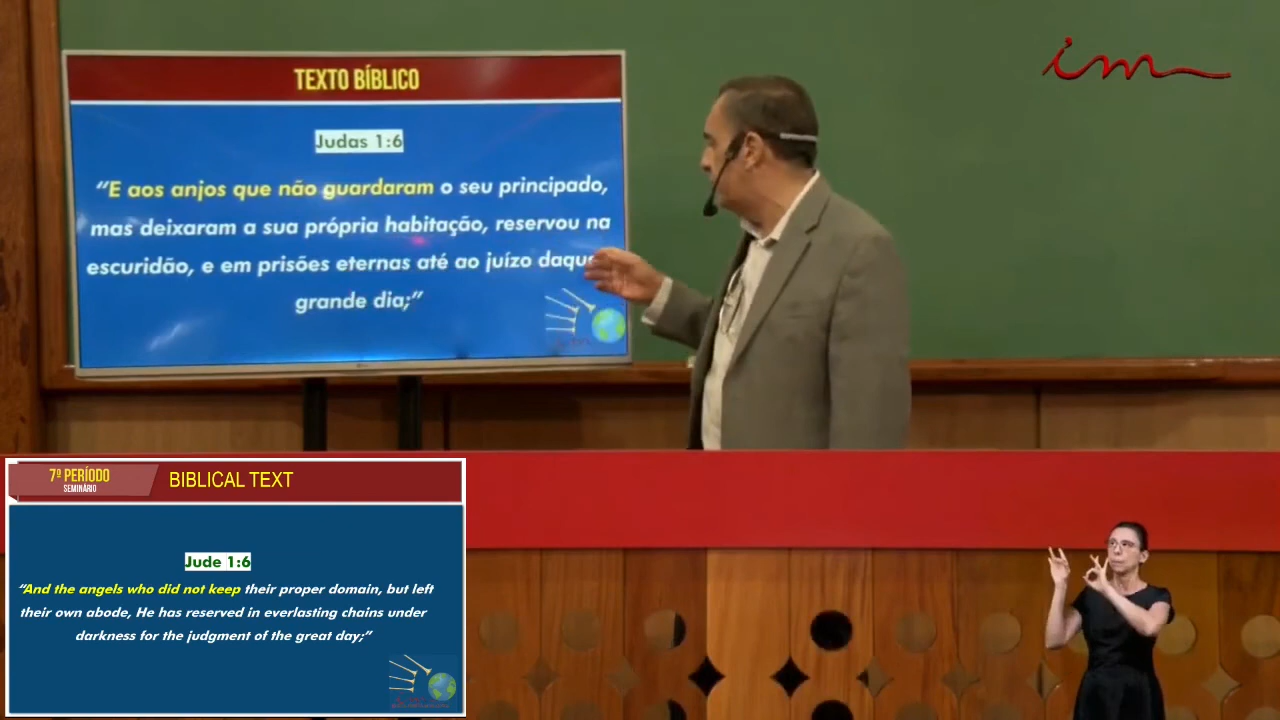 im
TEXTO BÍBLICO
Judas 1:6
“E aos anjos que não guardaram o seu principado,
mas deixaram a sua própria habitação, reservou na
escuridão, e em prisões eternas até ao juízo
grande dia;”
7º PERÍODO
SEMINÁRIO
BIBLICAL TEXT
Jude 1:6
“And the angels who did not keep their proper domain, but left
their own abode, He has reserved in everlasting chains under
darkness for the judgment of the great day;”